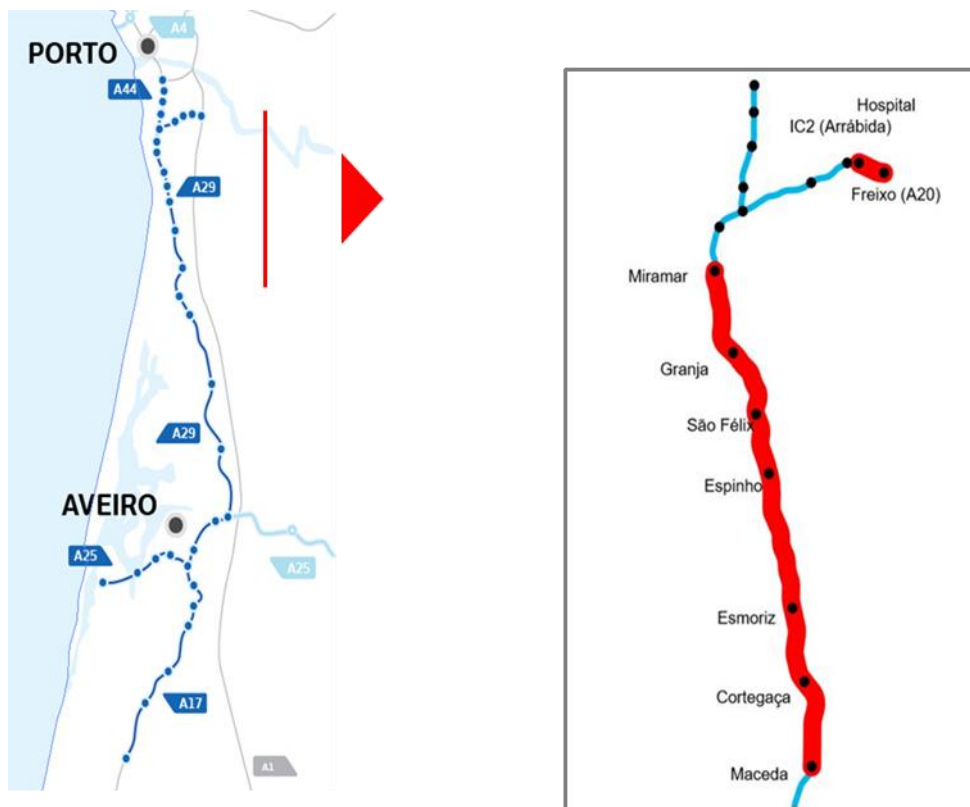 A4
PORTO
A44
A29
A29
AVEIRO
A25
A25
A17
A1
Hospital
IC2 (Arrábida)
Freixo (A20)
Miramar
Granja
São Félix
Espinho
Esmoriz
Cortegaça
Maceda